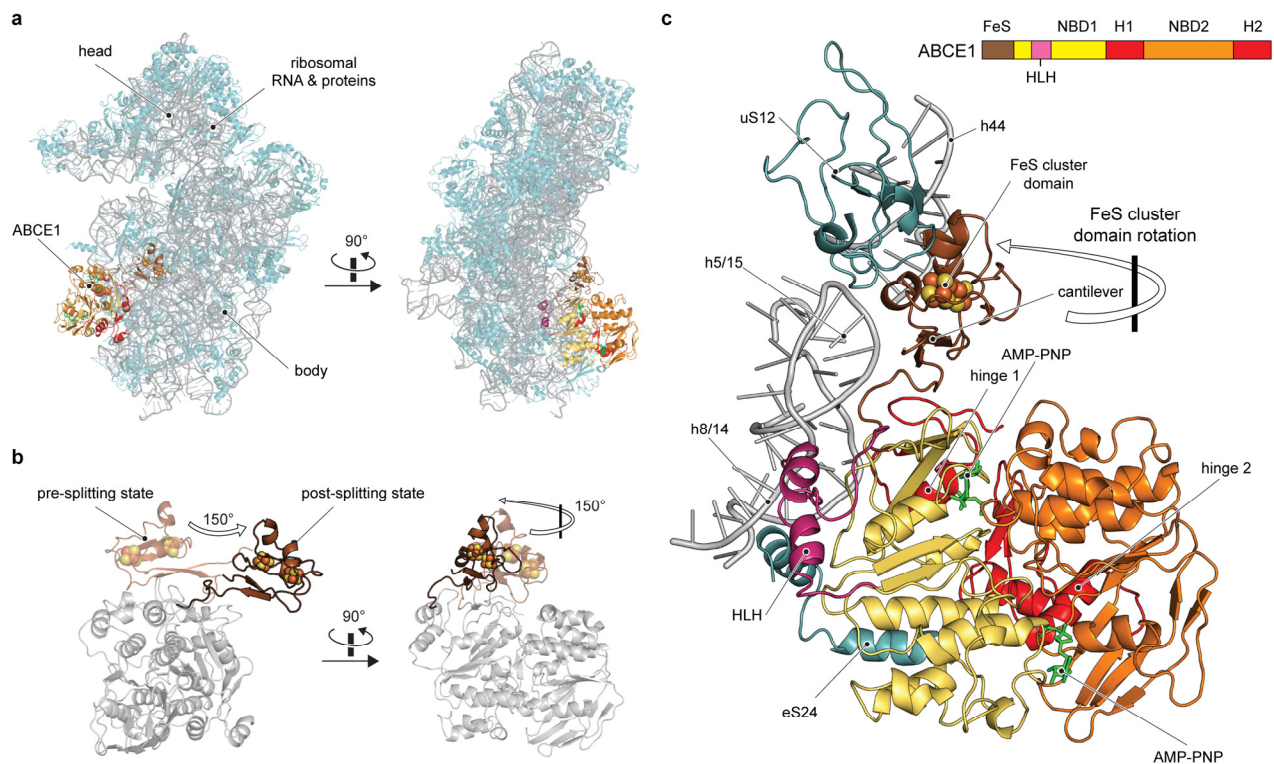 a
head
ribosomal
RNA & proteins
ABCE1
90°
body
b
pre-splitting state
post-splitting state
150°
150°
90°
c
FeS
NBD1
H1
NBD2
H2
ABCE1
HLH
uS12
h44
FeS cluster
domain
FeS cluster
domain rotation
h5/15
cantilever
AMP-PNP
hinge 1
h8/14
hinge 2
HLH
eS24
AMP-PNP